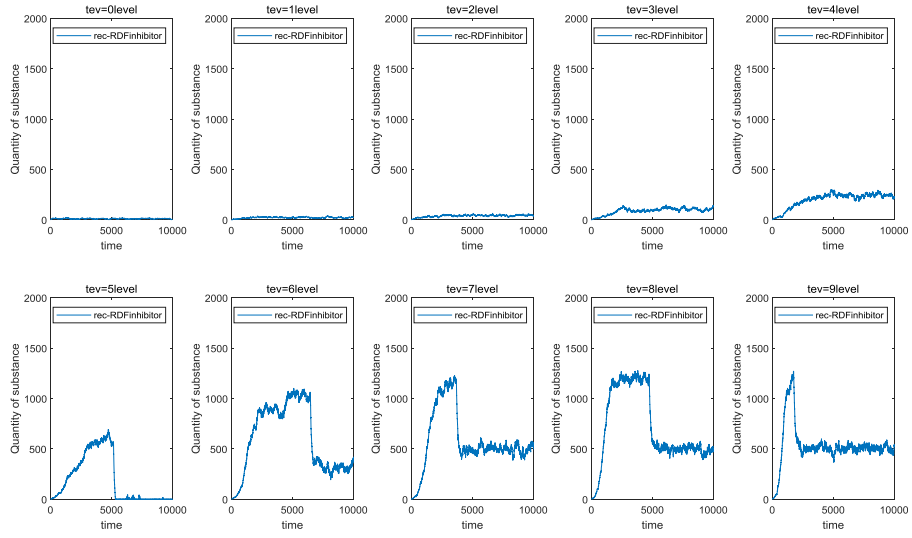 tev=0level
2000
1500
1000
500
0
Quantity of substance
rec-RDFinhibitor
0 5000 10000
time
tev=1level
2000
1500
1000
500
0
Quantity of substance
rec-RDFinhibitor
0 5000 10000
time
tev=2level
2000
1500
1000
500
0
Quantity of substance
rec-RDFinhibitor
0 5000 10000
time
tev=3level
2000
1500
1000
500
0
Quantity of substance
rec-RDFinhibitor
0 5000 10000
time
tev=4level
2000
1500
1000
500
0
Quantity of substance
rec-RDFinhibitor
0 5000 10000
time
tev=5level
2000
1500
1000
500
0
Quantity of substance
rec-RDFinhibitor
0 5000 10000
time
tev=6level
2000
1500
1000
500
0
Quantity of substance
rec-RDFinhibitor
0 5000 10000
time
tev=7level
2000
1500
1000
500
0
Quantity of substance
rec-RDFinhibitor
0 5000 10000
time
tev=8level
2000
1500
1000
500
0
Quantity of substance
rec-RDFinhibitor
0 5000 10000
time
tev=9level
2000
1500
1000
500
0
Quantity of substance
rec-RDFinhibitor
0 5000 10000
time